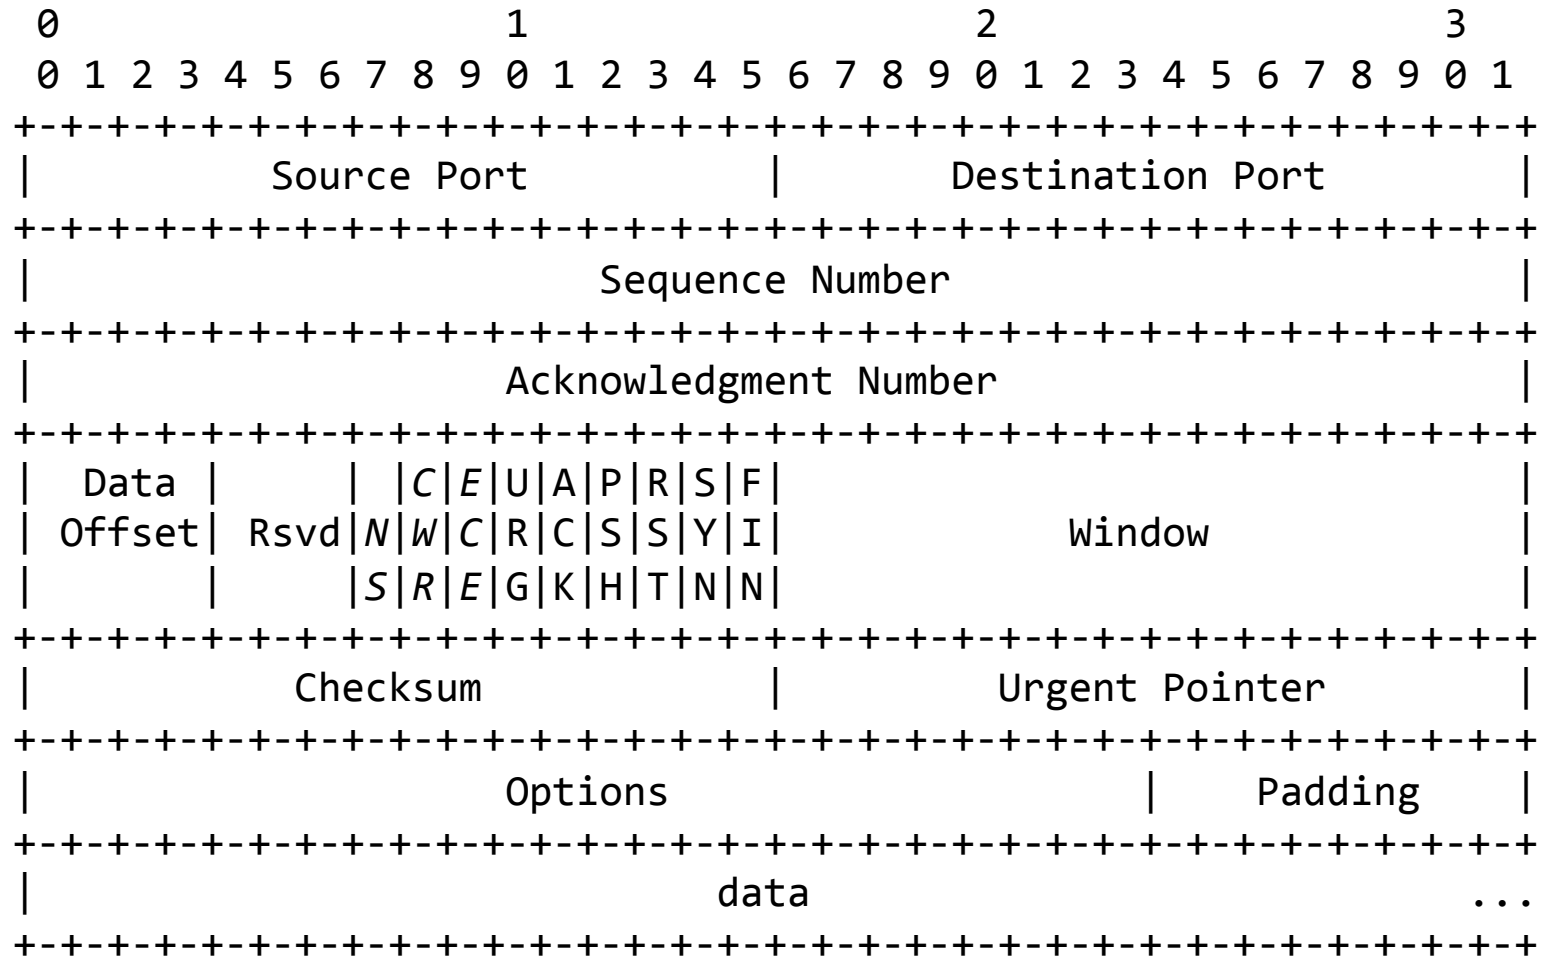 0                   1                   2                   3
 0 1 2 3 4 5 6 7 8 9 0 1 2 3 4 5 6 7 8 9 0 1 2 3 4 5 6 7 8 9 0 1
+-+-+-+-+-+-+-+-+-+-+-+-+-+-+-+-+-+-+-+-+-+-+-+-+-+-+-+-+-+-+-+-+
|          Source Port          |       Destination Port        |
+-+-+-+-+-+-+-+-+-+-+-+-+-+-+-+-+-+-+-+-+-+-+-+-+-+-+-+-+-+-+-+-+
|                        Sequence Number                        |
+-+-+-+-+-+-+-+-+-+-+-+-+-+-+-+-+-+-+-+-+-+-+-+-+-+-+-+-+-+-+-+-+
|                    Acknowledgment Number                      |
+-+-+-+-+-+-+-+-+-+-+-+-+-+-+-+-+-+-+-+-+-+-+-+-+-+-+-+-+-+-+-+-+
|  Data |     | |C|E|U|A|P|R|S|F|                               |
| Offset| Rsvd|N|W|C|R|C|S|S|Y|I|            Window             |
|       |     |S|R|E|G|K|H|T|N|N|                               |
+-+-+-+-+-+-+-+-+-+-+-+-+-+-+-+-+-+-+-+-+-+-+-+-+-+-+-+-+-+-+-+-+
|           Checksum            |         Urgent Pointer        |
+-+-+-+-+-+-+-+-+-+-+-+-+-+-+-+-+-+-+-+-+-+-+-+-+-+-+-+-+-+-+-+-+
|                    Options                    |    Padding    |
+-+-+-+-+-+-+-+-+-+-+-+-+-+-+-+-+-+-+-+-+-+-+-+-+-+-+-+-+-+-+-+-+
|                             data                            ...
+-+-+-+-+-+-+-+-+-+-+-+-+-+-+-+-+-+-+-+-+-+-+-+-+-+-+-+-+-+-+-+-+